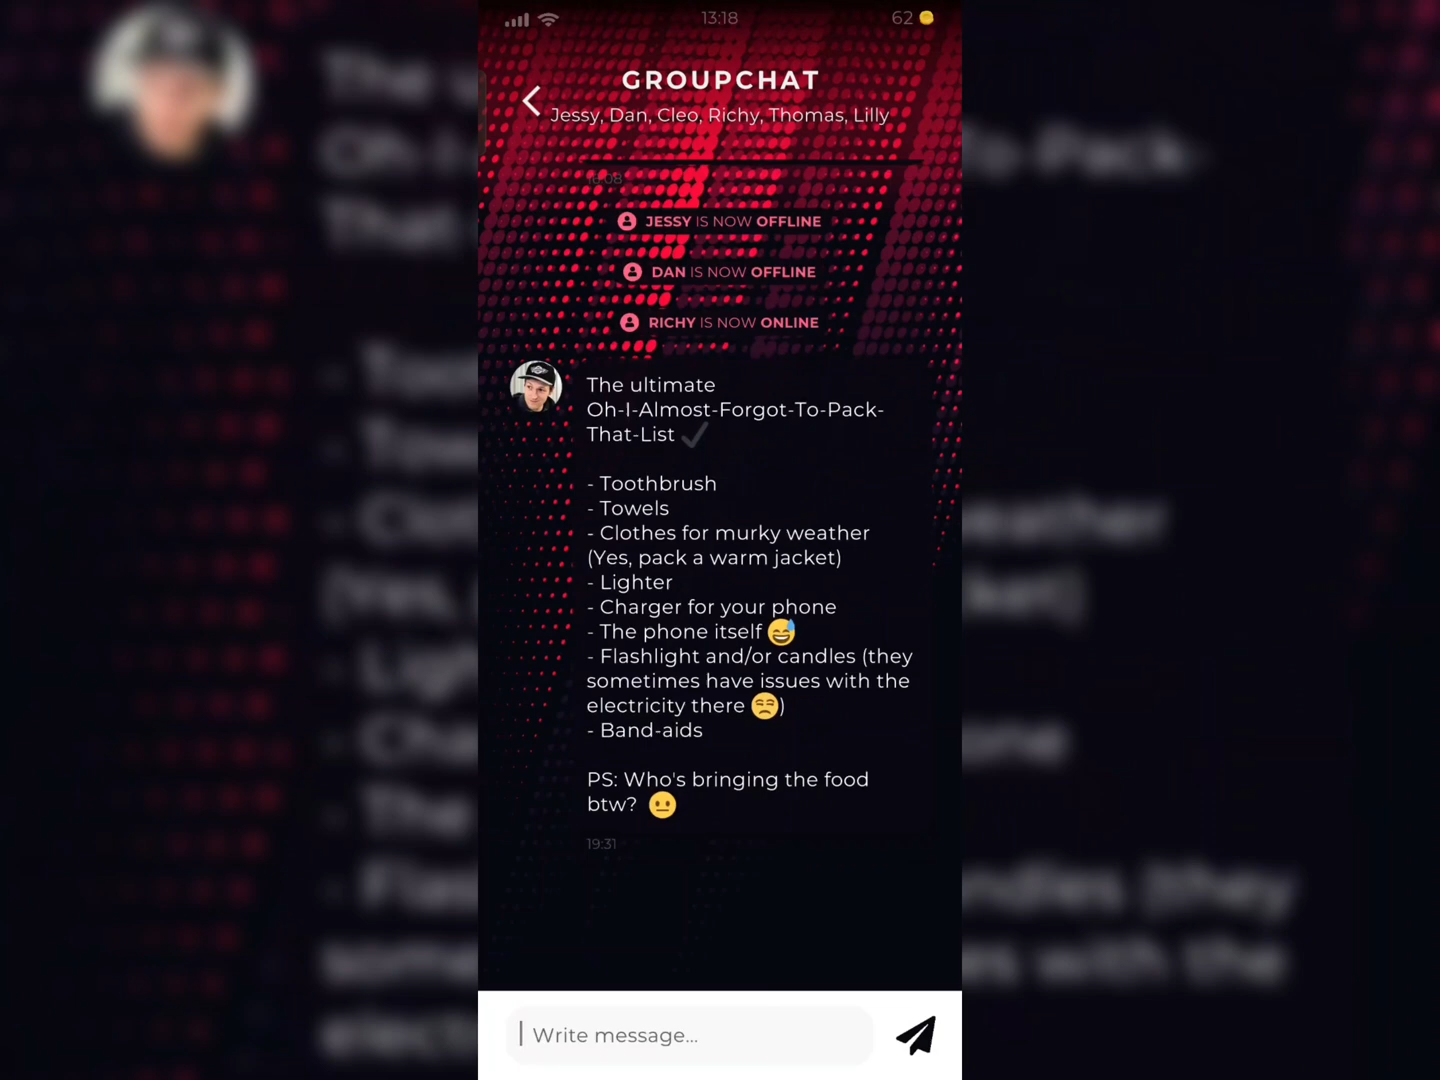 13:18
62
GROUPCHAT
Jessy, Dan, Cleo, Richy, Thomas, Lilly
16:08
JESSY IS NOW OFFLINE
DAN IS NOW OFFLINE
RICHY IS NOW ONLINE
The ultimate
Oh-I-Almost-Forgot-To-Pack-
That-List ✔
- Toothbrush
- Towels
- Clothes for murky weather
(Yes, pack a warm jacket)
- Lighter
- Charger for your phone
- The phone itself 😅
- Flashlight and/or candles (they
sometimes have issues with the
electricity there 😒)
- Band-aids
PS: Who's bringing the food
btw? 😐
19:31
Write message...